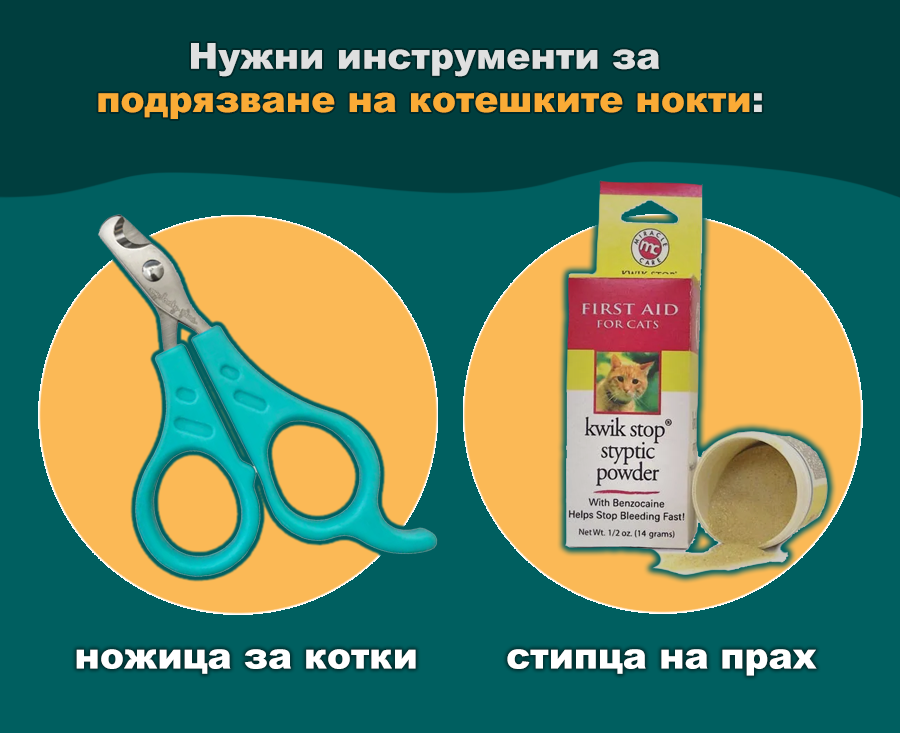 Нужни инструменти за
подрязване на котешките нокти:
MIRACLE
mc
CARE
KWIK STOP
FIRST AID
FOR CATS
kwik stop®
styptic
powder
With Benzocaine
Helps Stop Bleeding Fast!
Net Wt. 1/2 oz. (14 grams)
ножица за котки
стипца на прах